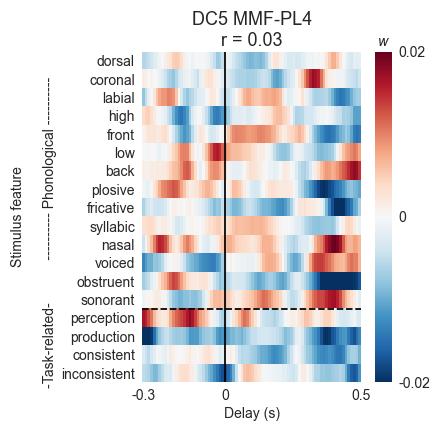 DC5 MMF-PL4
r = 0.03
w
dorsal
coronal
labial
high
front
low
back
plosive
fricative
syllabic
nasal
voiced
obstruent
sonorant
perception
production
consistent
inconsistent
Stimulus feature
-Task-related- ---------- Phonological ----------
0.02
0
-0.02
-0.3 0 0.5
Delay (s)